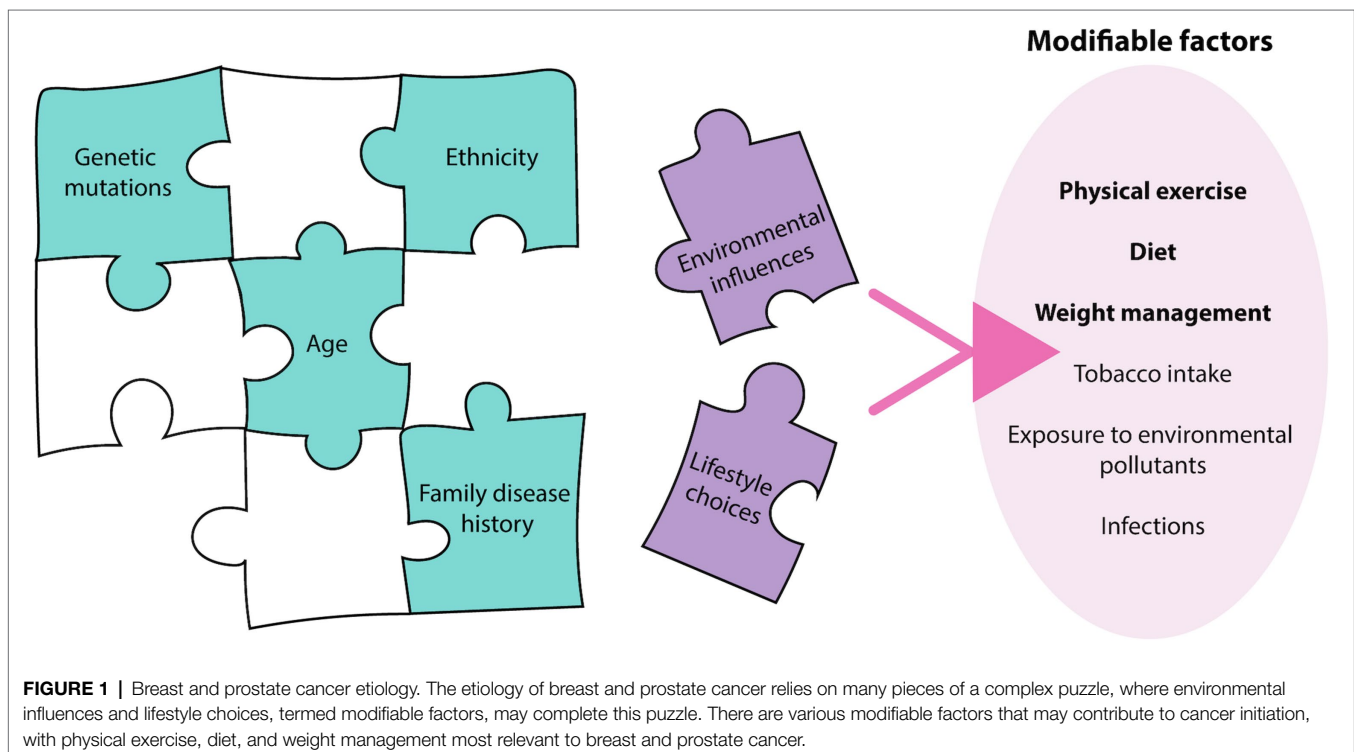 Modifiable factors
Genetic
mutations
Ethnicity
Age
Family disease
history
Environmental
influences
Lifestyle
choices
Physical exercise
Diet
Weight management
Tobacco intake
Exposure to environmental
pollutants
Infections
FIGURE 1 | Breast and prostate cancer etiology. The etiology of breast and prostate cancer relies on many pieces of a complex puzzle, where environmental
influences and lifestyle choices, termed modifiable factors, may complete this puzzle. There are various modifiable factors that may contribute to cancer initiation,
with physical exercise, diet, and weight management most relevant to breast and prostate cancer.